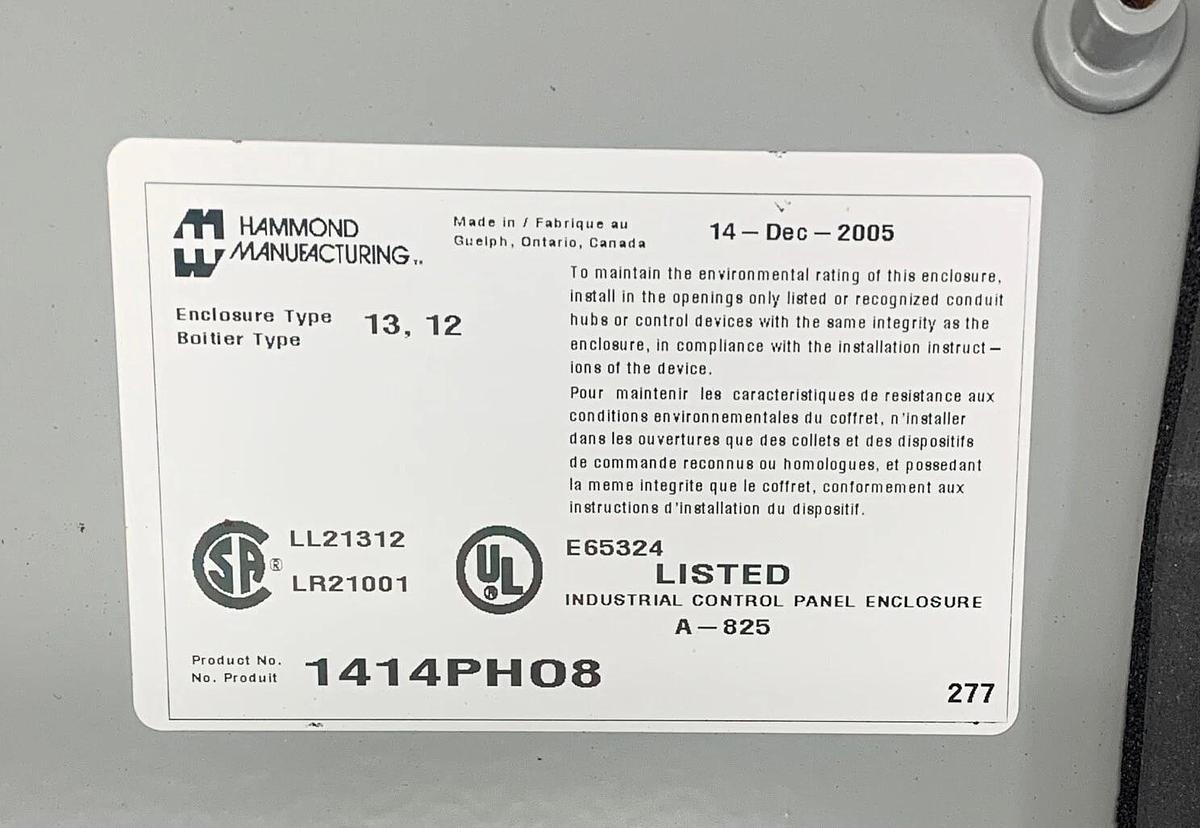 HAMMOND
MANUFACTURING™
Made in / Fabrique au
Guelph, Ontario, Canada
14 – Dec – 2005
Enclosure Type
Boitier Type
13, 12
To maintain the environmental rating of this enclosure,
install in the openings only listed or recognized conduit
hubs or control devices with the same integrity as the
enclosure, in compliance with the installation instruct –
ions of the device.
Pour maintenir les caracteristiques de resistance aux
conditions environnementales du coffret, n'installer
dans les ouvertures que des collets et des dispositifs
de commande reconnus ou homologues, et possedant
la meme integrite que le coffret, conformement aux
instructions d'installation du dispositif.
SA ®
LL21312
LR21001
UL ®
E65324
LISTED
INDUSTRIAL CONTROL PANEL ENCLOSURE
A – 825
Product No.
No. Produit
1414PHO8
277